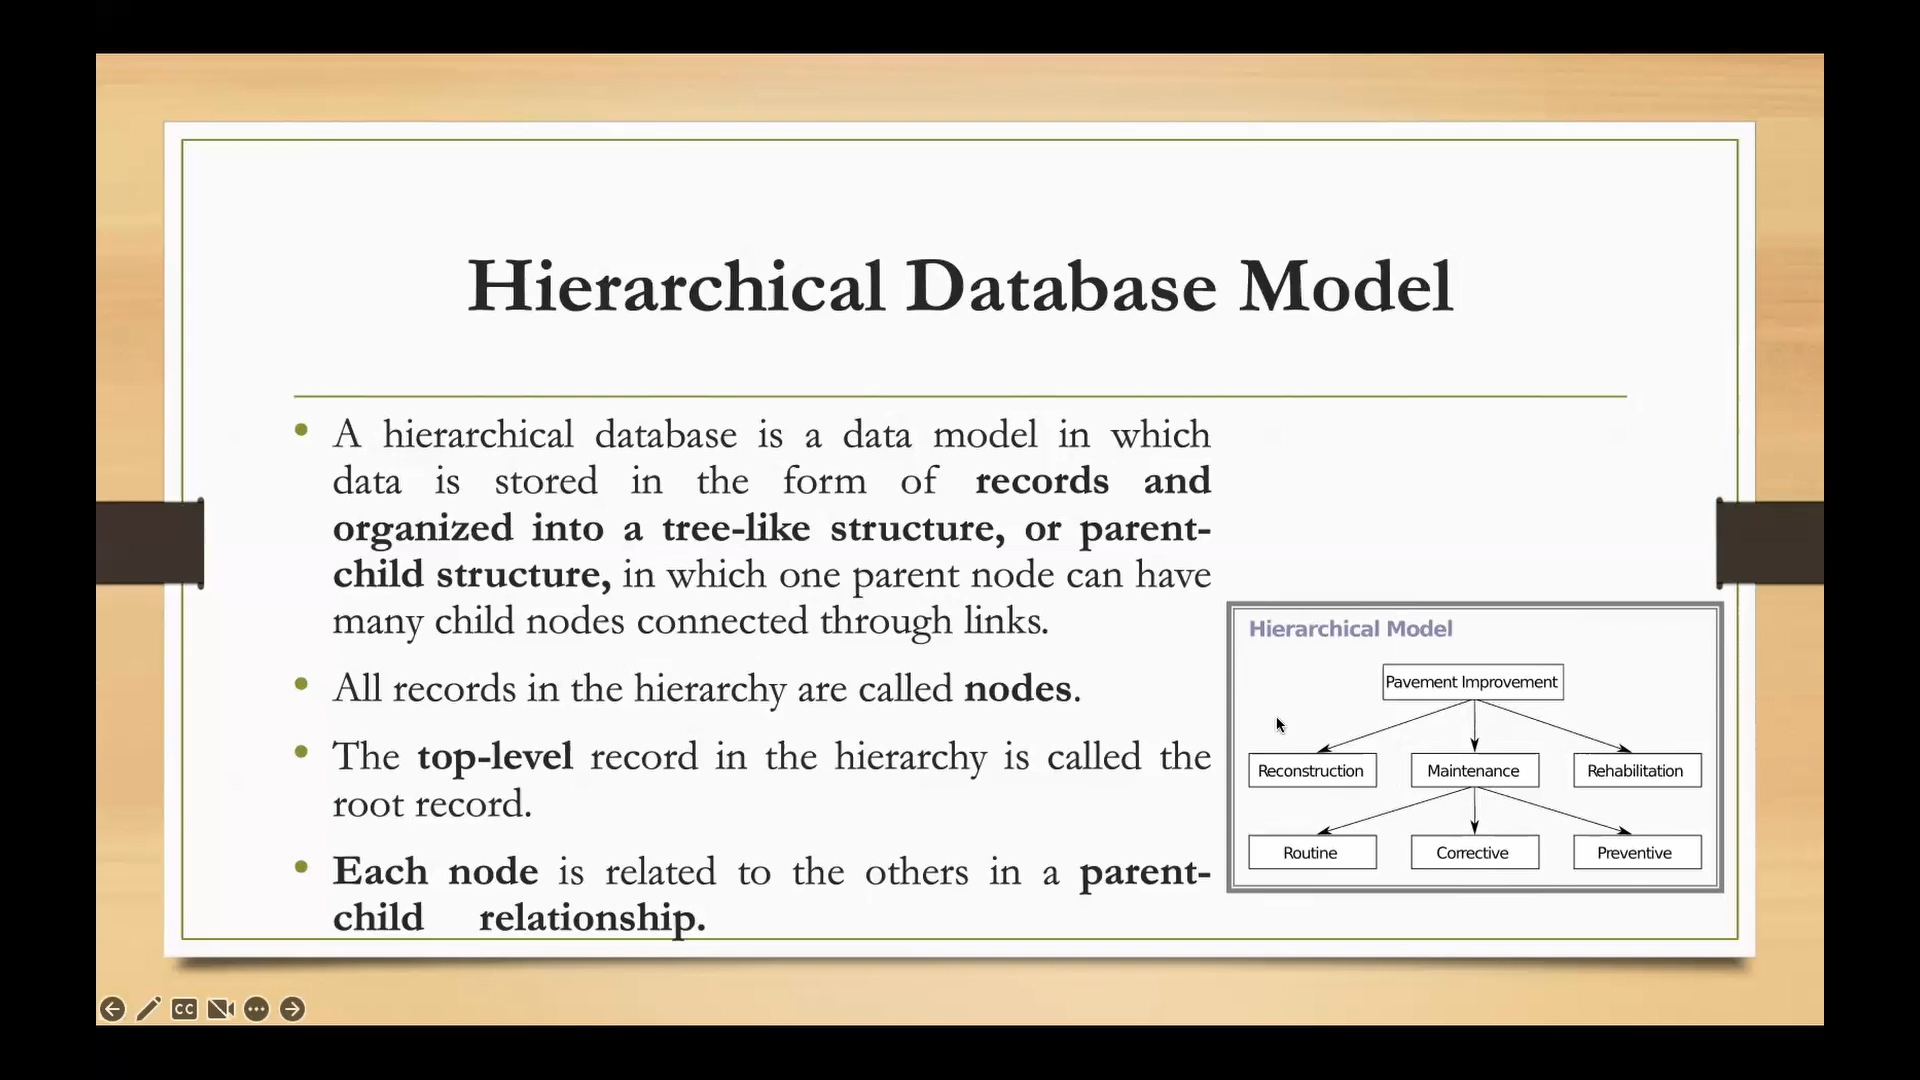 Hierarchical Database Model
• A hierarchical database is a data model in which
data is stored in the form of records and
organized into a tree-like structure, or parent-
child structure, in which one parent node can have
many child nodes connected through links.
• All records in the hierarchy are called nodes.
• The top-level record in the hierarchy is called the
root record.
• Each node is related to the others in a parent-
child relationship.
Hierarchical Model
Pavement Improvement
Reconstruction Maintenance Rehabilitation
Routine Corrective Preventive
CC